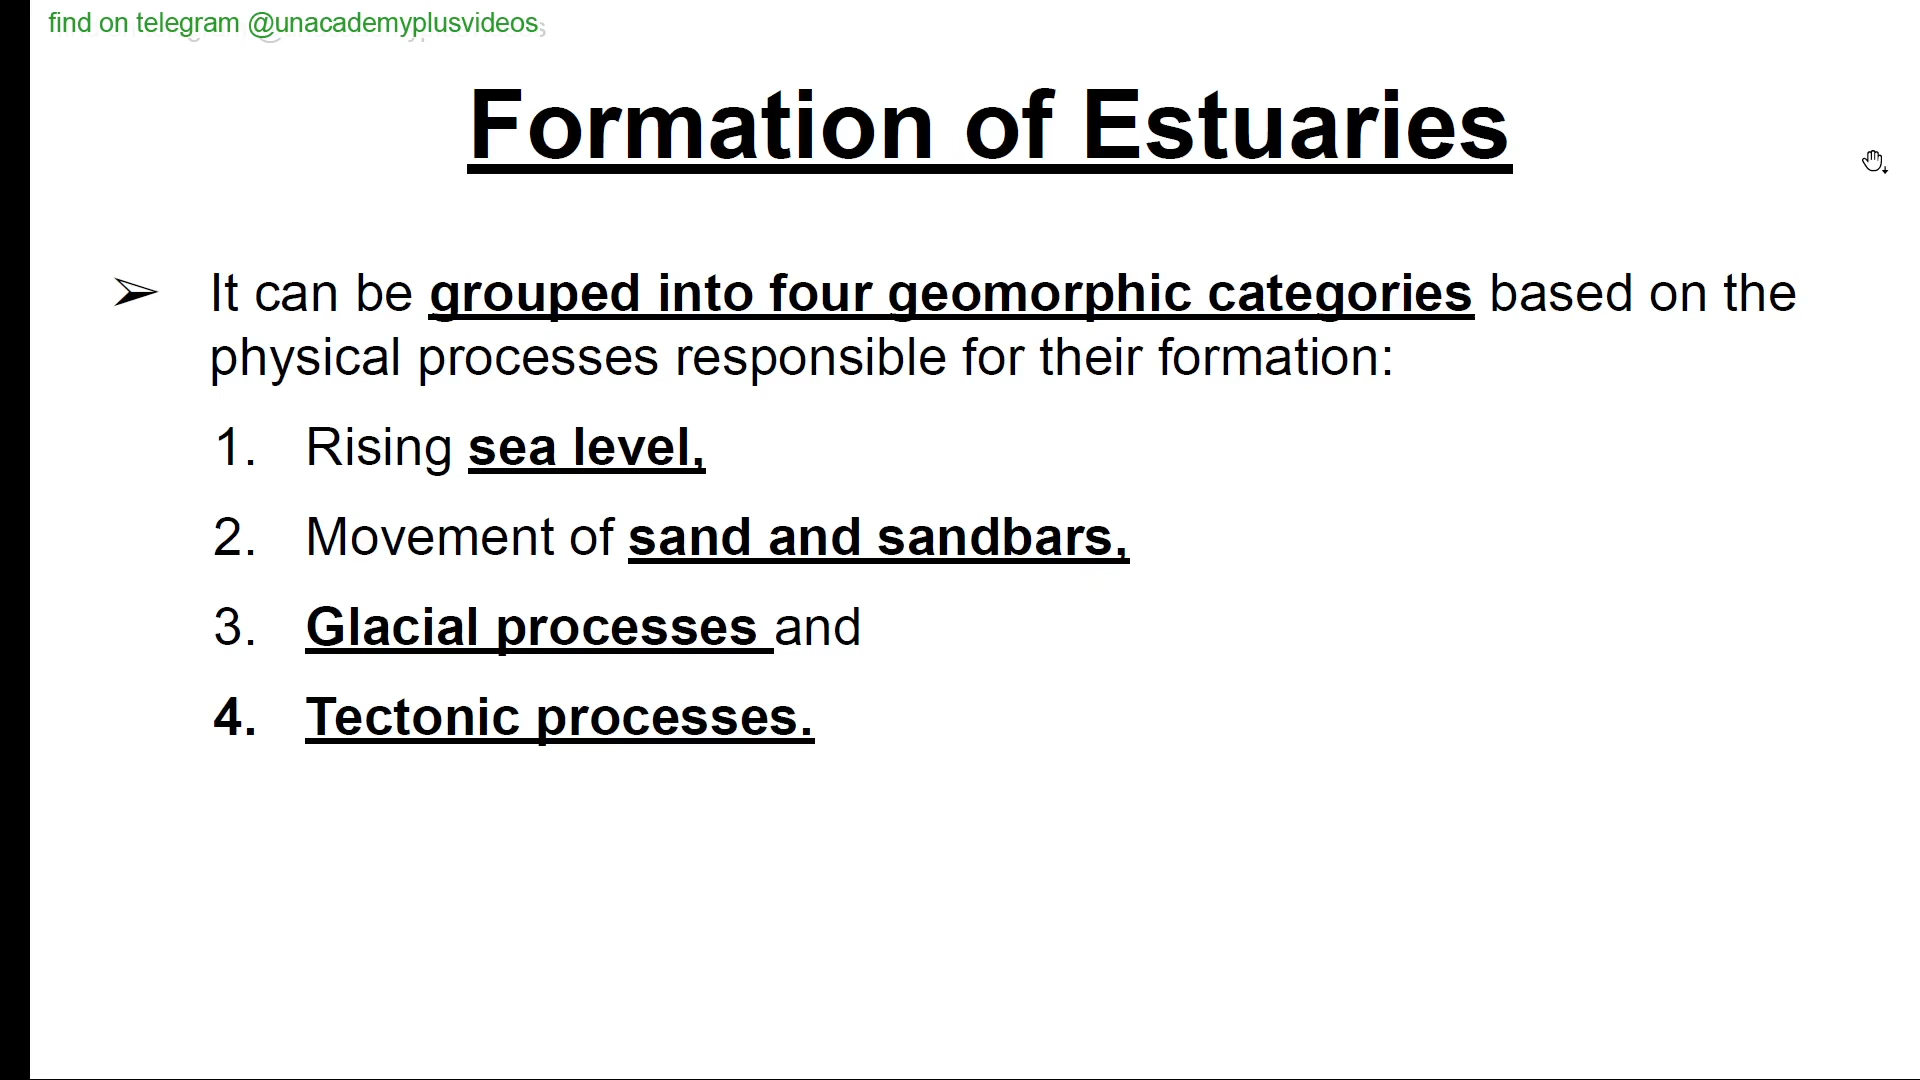 find on telegram @unacademyplusvideos
Formation of Estuaries
➢ It can be grouped into four geomorphic categories based on the
physical processes responsible for their formation:
1. Rising sea level,
2. Movement of sand and sandbars,
3. Glacial processes and
4. Tectonic processes.